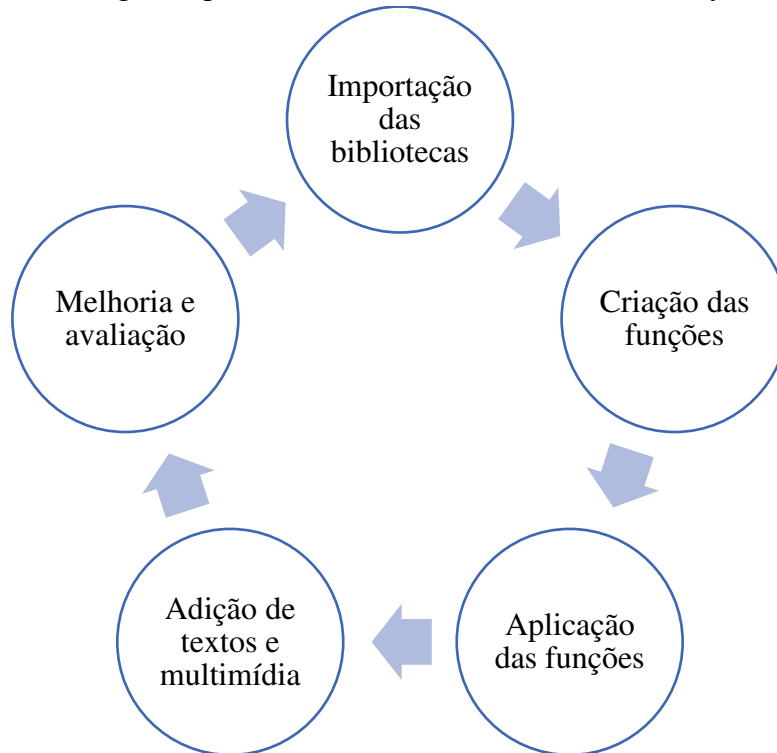 Importação
das
bibliotecas
Criação das
funções
Aplicação
das funções
Adição de
textos e
multimídia
Melhoria e
avaliação